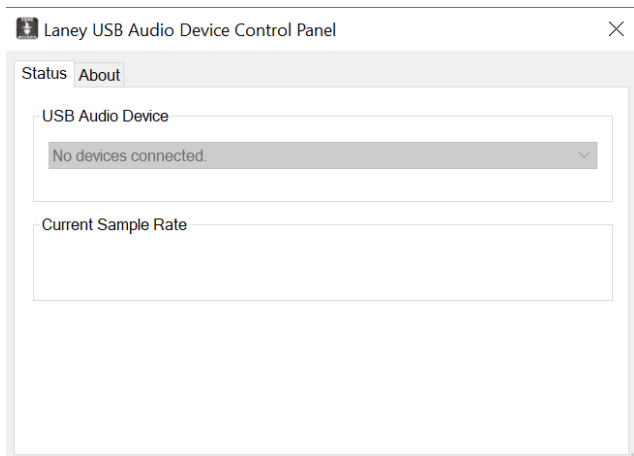 Laney USB Audio Device Control Panel
Status About
USB Audio Device
No devices connected.
Current Sample Rate